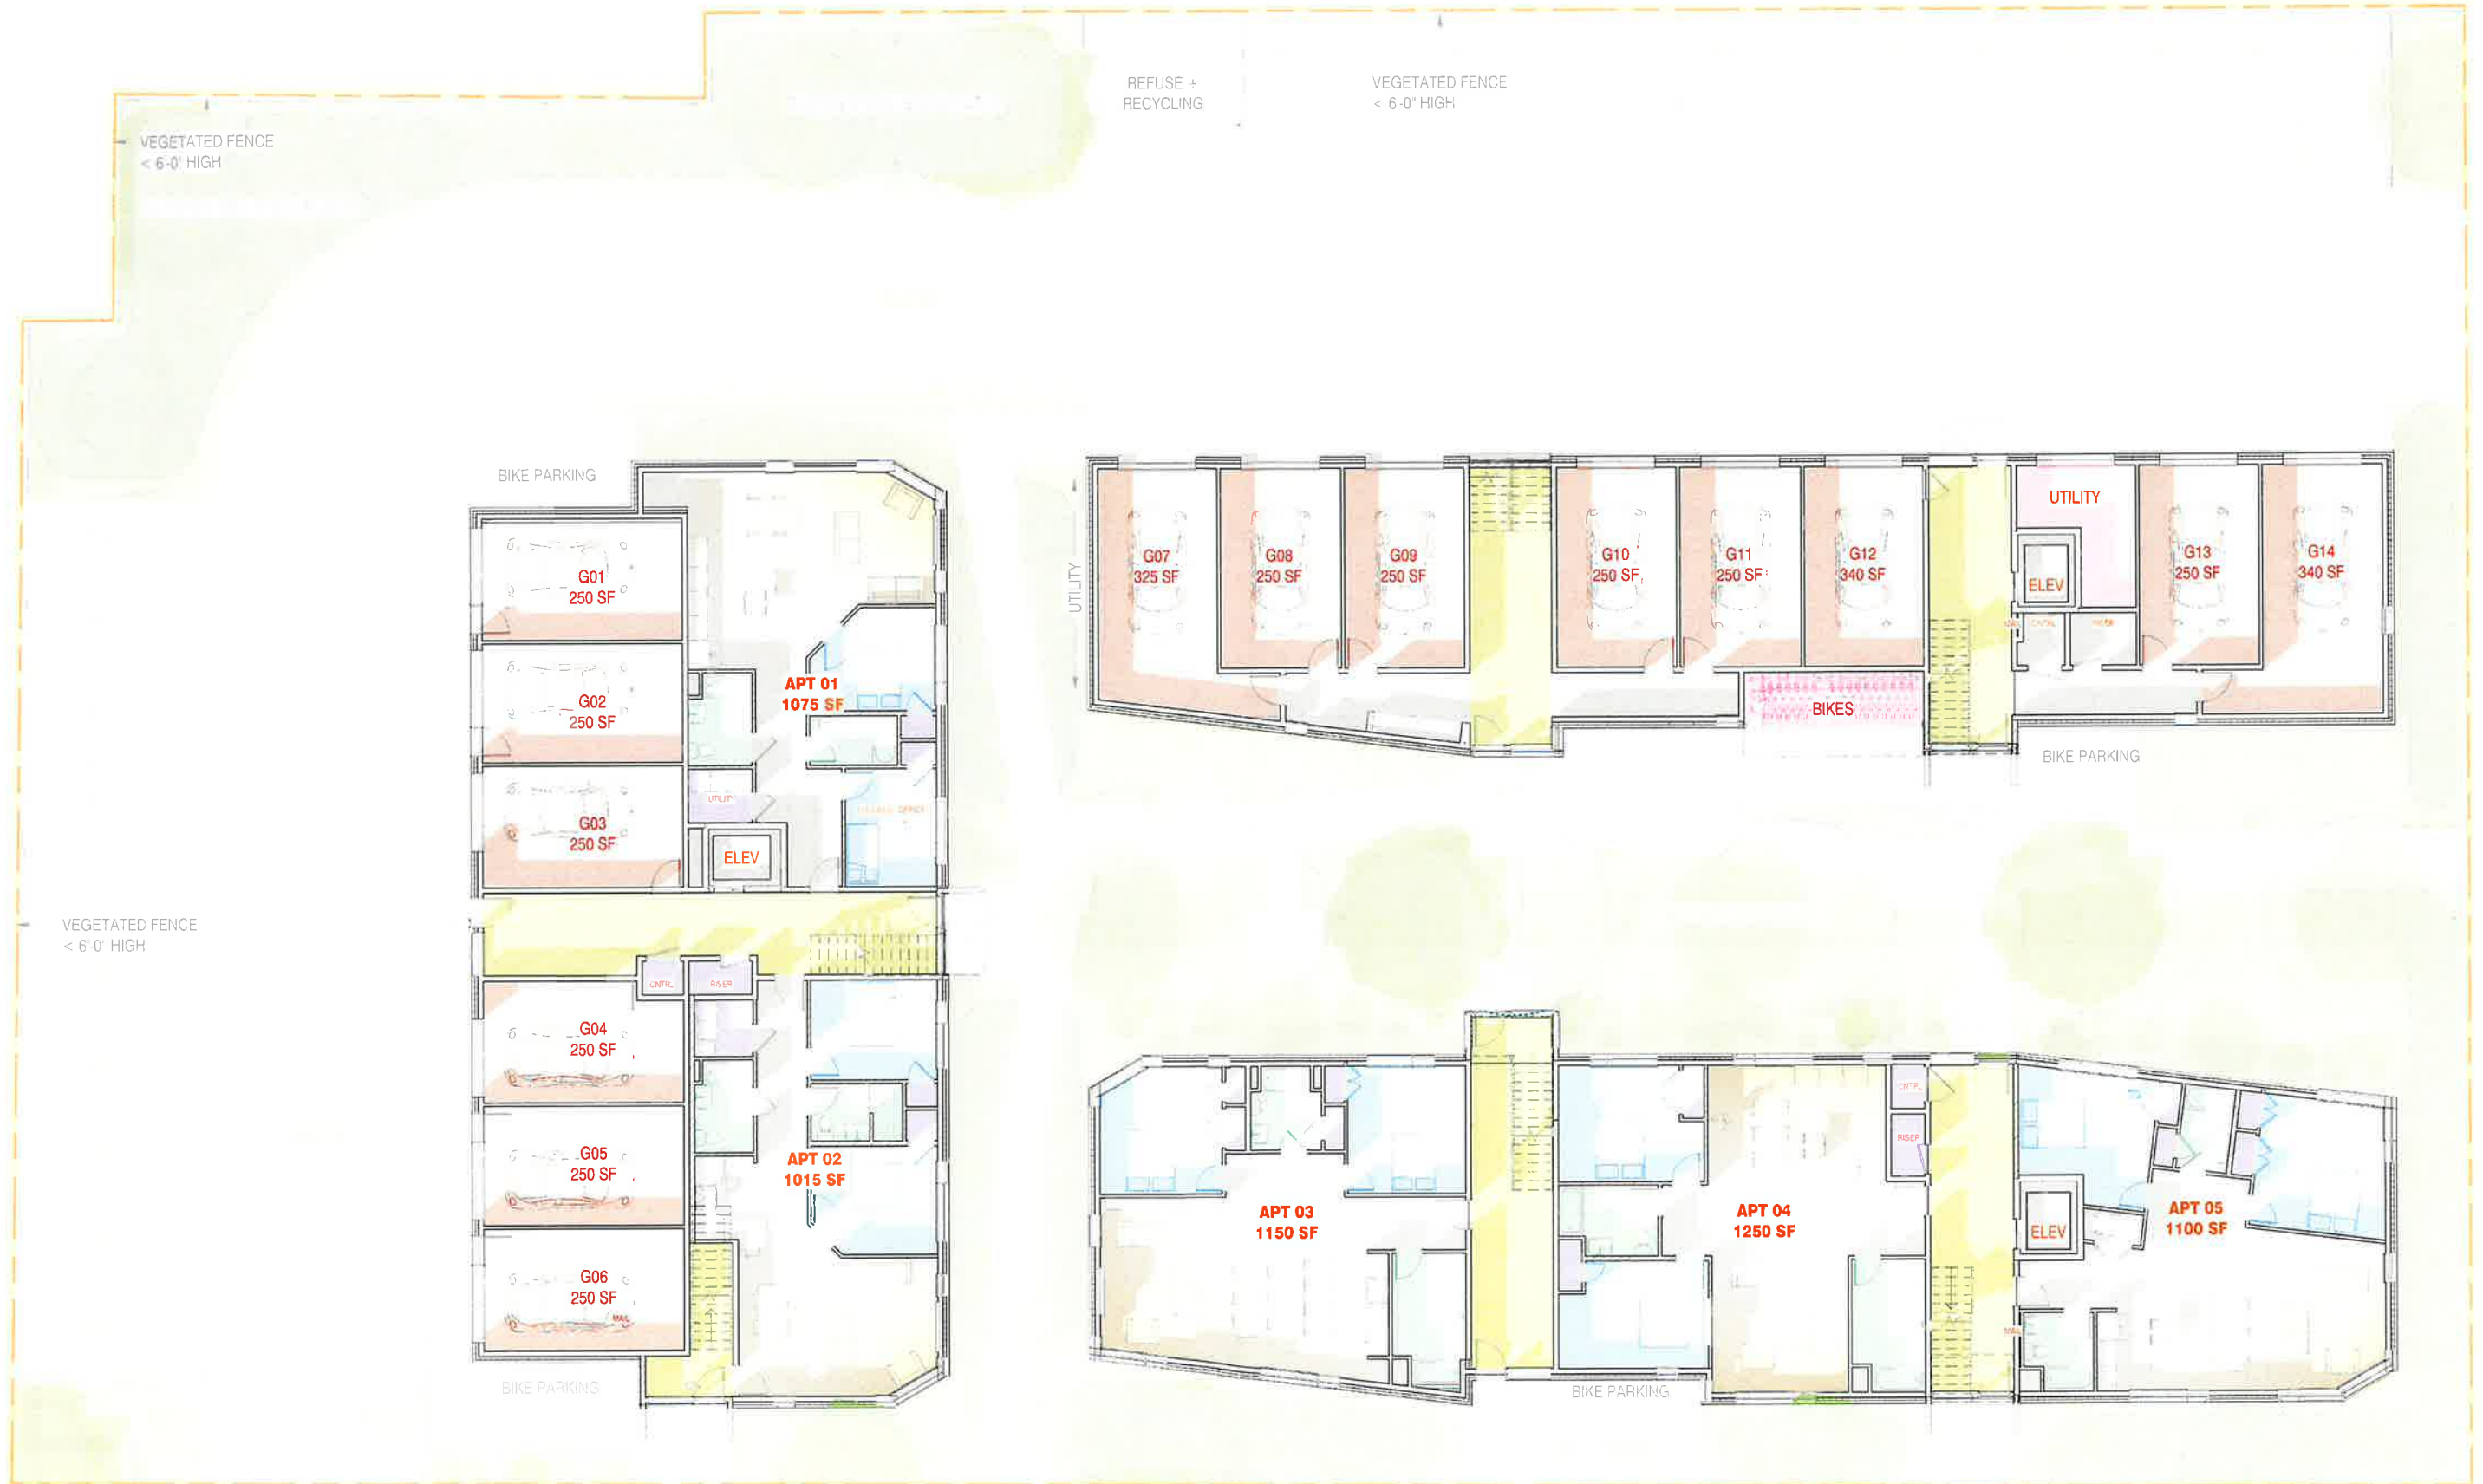 REFUSE +
RECYCLING
VEGETATED FENCE
< 6'-0" HIGH
VEGETATED FENCE
< 6'-0" HIGH
BIKE PARKING
G01
250 SF
G02
250 SF
G03
250 SF
APT 01
1075 SF
UTILITY
ELEV
VEGETATED FENCE
< 6'-0" HIGH
CNTRL
RISER
G04
250 SF
G05
250 SF
G06
250 SF
MAIL
APT 02
1015 SF
BIKE PARKING
UTILITY
G07
325 SF
G08
250 SF
G09
250 SF
G10
250 SF
G11
250 SF
G12
340 SF
UTILITY
ELEV
CNTRL
RISER
G13
250 SF
G14
340 SF
BIKES
BIKE PARKING
APT 03
1150 SF
APT 04
1250 SF
CNTRL
RISER
ELEV
MAIL
APT 05
1100 SF
BIKE PARKING